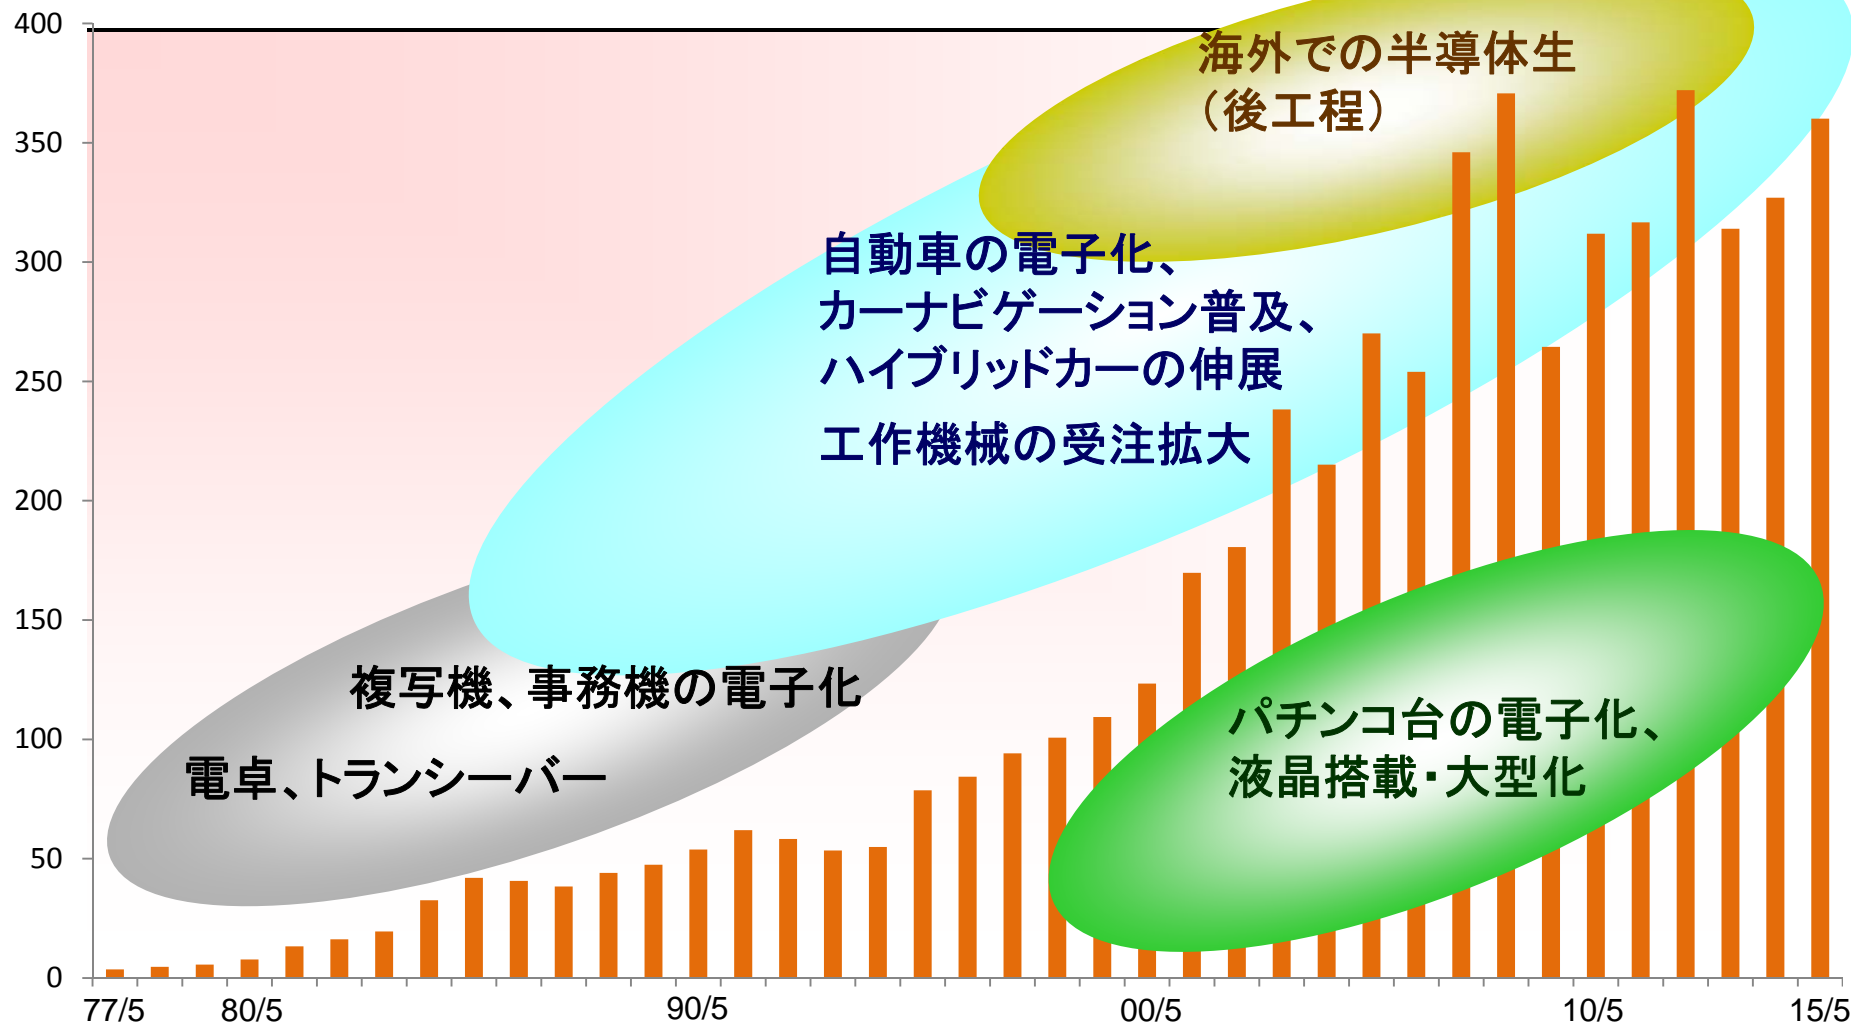 400
350
300
250
200
150
100
50
0
海外での半導体生
（後工程）
自動車の電子化、
カーナビゲーション普及、
ハイブリッドカーの伸展
工作機械の受注拡大
複写機、事務機の電子化
電卓、トランシーバー
パチンコ台の電子化、
液晶搭載・大型化
77/5 80/5 90/5 00/5 10/5 15/5